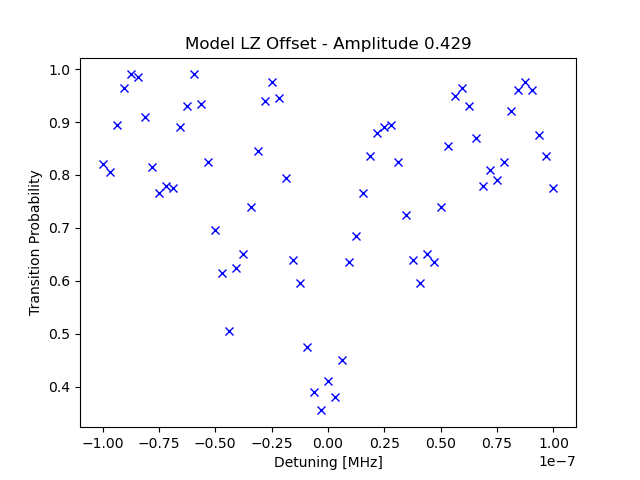 Model LZ Offset - Amplitude 0.429
Transition Probability
1.0
0.9
0.8
0.7
0.6
0.5
0.4
−1.00 −0.75 −0.50 −0.25 0.00 0.25 0.50 0.75 1.00
1e−7
Detuning [MHz]